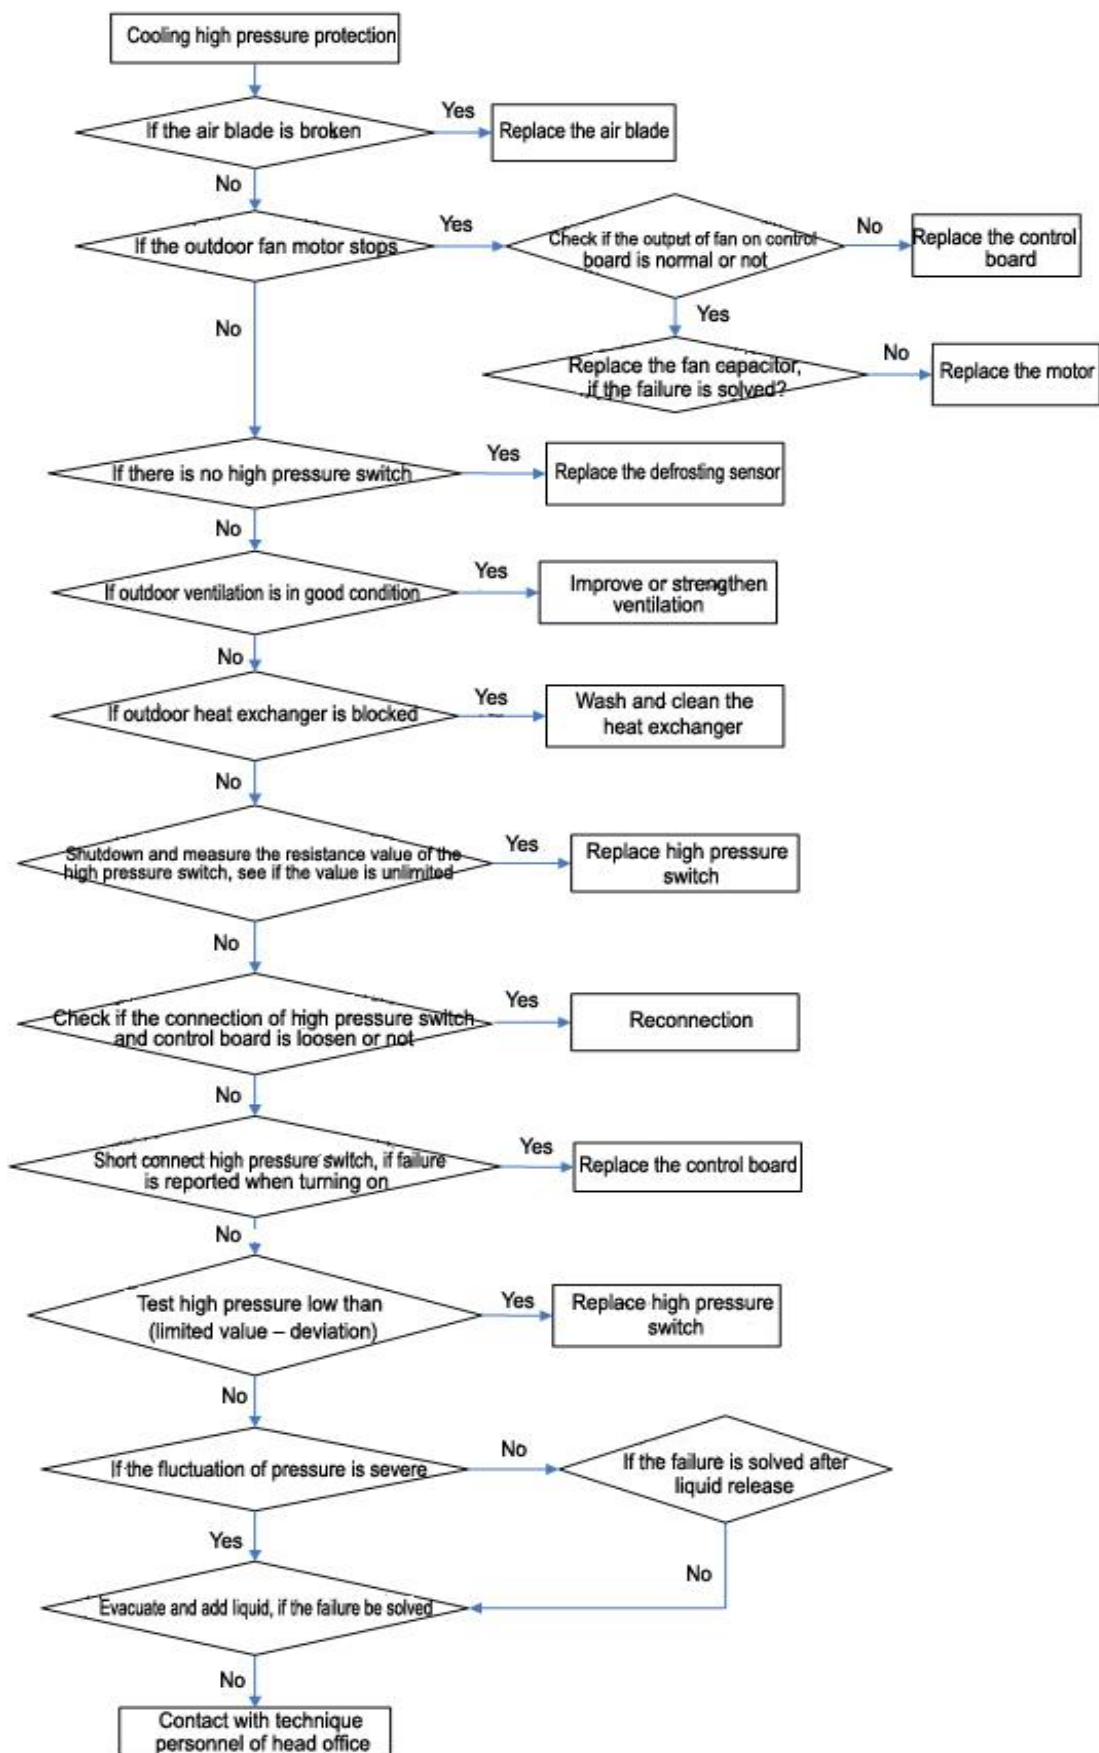 Cooling high pressure protection
If the air blade is broken
Yes
Replace the air blade
No
If the outdoor fan motor stops
Yes
Check if the output of fan on control
board is normal or not
No
Replace the control
board
No
Yes
Replace the fan capacitor,
if the failure is solved?
No
Replace the motor
If there is no high pressure switch
Yes
Replace the defrosting sensor
No
If outdoor ventilation is in good condition
Yes
Improve or strengthen
ventilation
No
If outdoor heat exchanger is blocked
Yes
Wash and clean the
heat exchanger
No
Shutdown and measure the resistance value of the
high pressure switch, see if the value is unlimited
Yes
Replace high pressure
switch
No
Check if the connection of high pressure switch
and control board is loosen or not
Yes
Reconnection
No
Short connect high pressure switch, if failure
is reported when turning on
Yes
Replace the control board
No
Test high pressure low than
(limited value – deviation)
Yes
Replace high pressure
switch
No
If the fluctuation of pressure is severe
No
If the failure is solved after
liquid release
Yes
No
Evacuate and add liquid, if the failure be solved
No
Contact with technique
personnel of head office